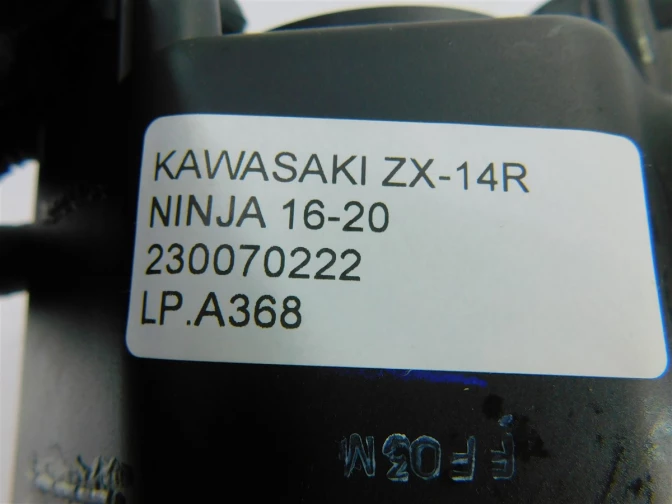 KAWASAKI ZX-14R
NINJA 16-20
230070222
LP.A368